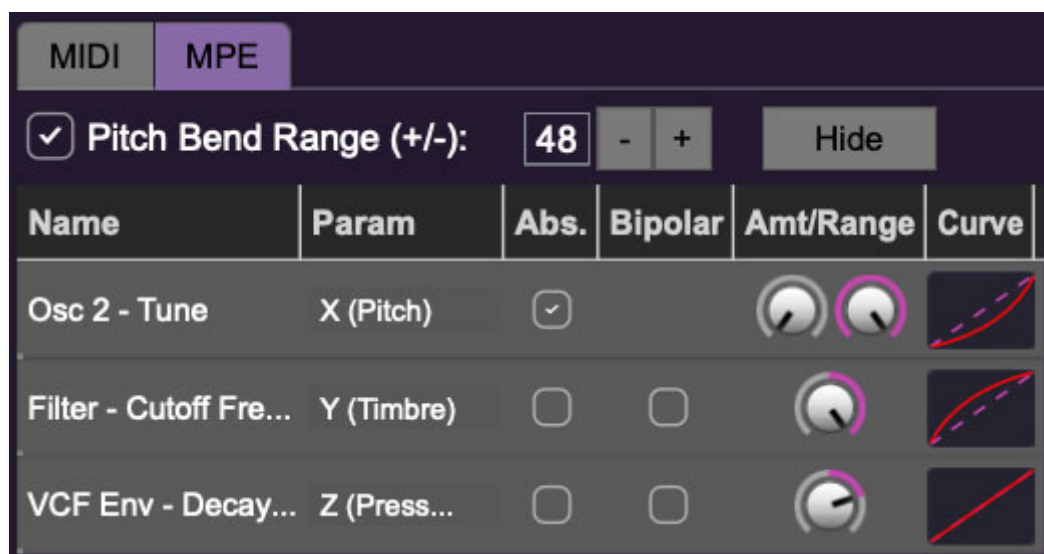 MIDI MPE
Pitch Bend Range (+/-): 48 - + Hide
Name Param Abs. Bipolar Amt/Range Curve
Osc 2 - Tune X (Pitch)
Filter - Cutoff Fre... Y (Timbre)
VCF Env - Decay... Z (Press...